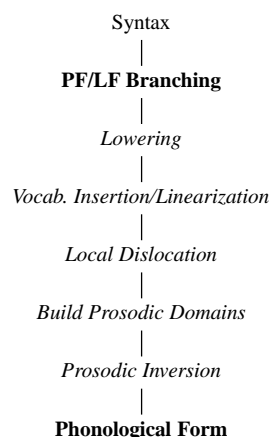 Syntax
PF/LF Branching
Lowering
Vocab. Insertion/Linearization
Local Dislocation
Build Prosodic Domains
Prosodic Inversion
Phonological Form